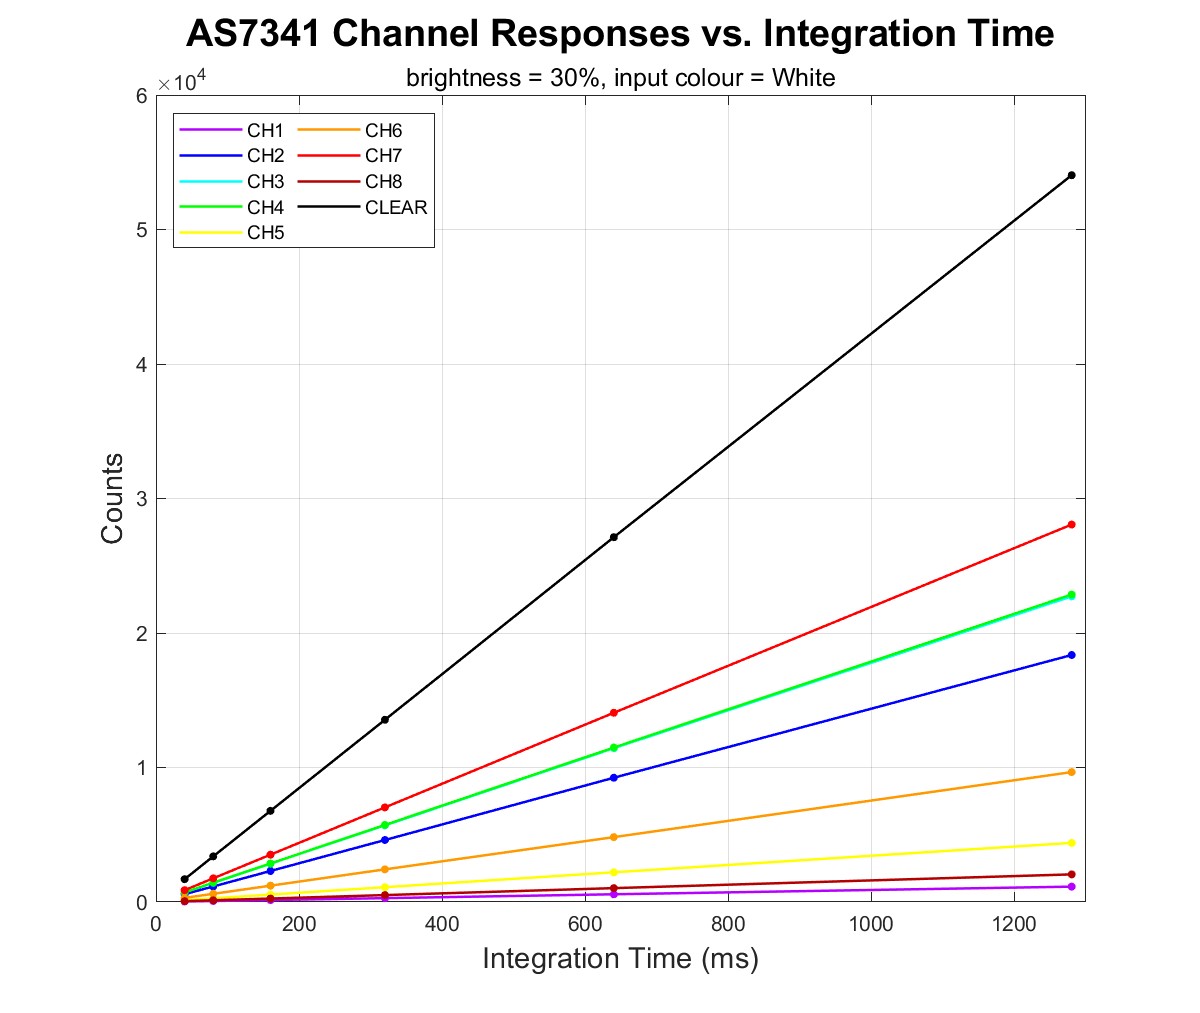 AS7341 Channel Responses vs. Integration Time
brightness = 30%, input colour = White
×10⁴
CH1 CH6
CH2 CH7
CH3 CH8
CH4 CLEAR
CH5
6
5
4
3
2
1
0
Counts
0 200 400 600 800 1000 1200
Integration Time (ms)